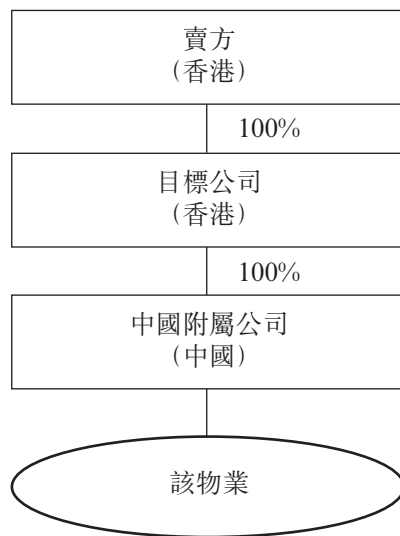 賣方
（香港）
100%
目標公司
（香港）
100%
中國附屬公司
（中國）
該物業